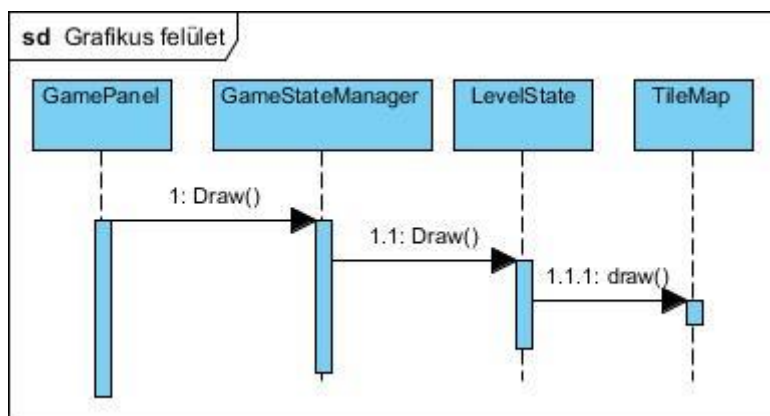 sd Grafikus felület
GamePanel
GameStateManager
LevelState
TileMap
1: Draw()
1.1: Draw()
1.1.1: draw()